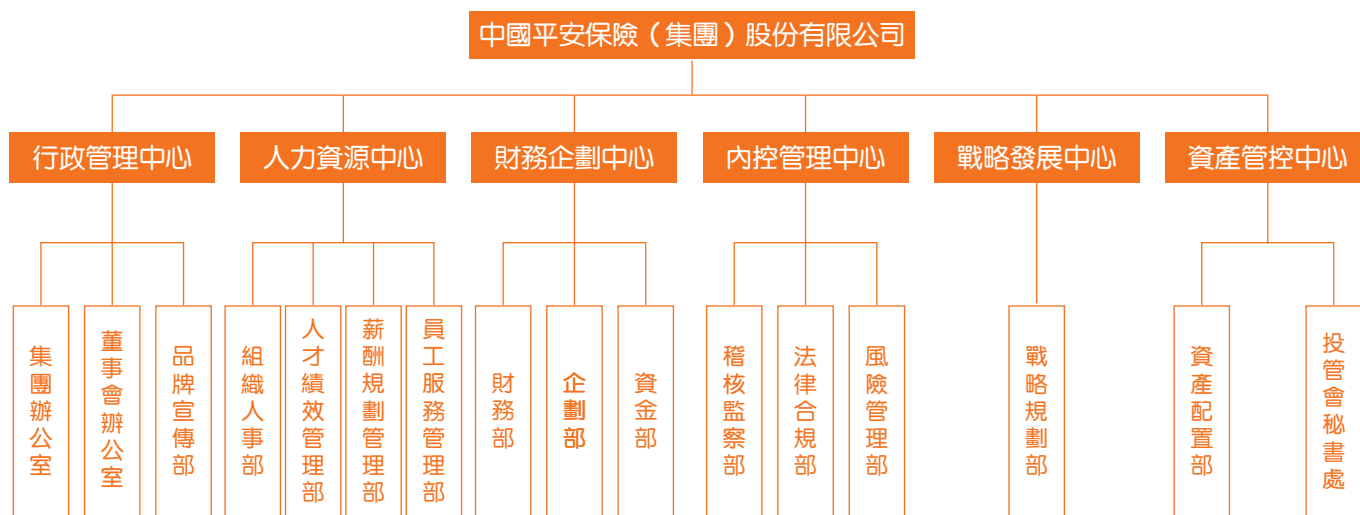 中國平安保險（集團）股份有限公司
行政管理中心
人力資源中心
財務企劃中心
內控管理中心
戰略發展中心
資產管控中心
集團辦公室
董事會辦公室
品牌宣傳部
組織人事部
人才績效管理部
薪酬規劃管理部
員工服務管理部
財務部
企劃部
資金部
稽核監察部
法律合規部
風險管理部
戰略規劃部
資產配置部
投管會秘書處